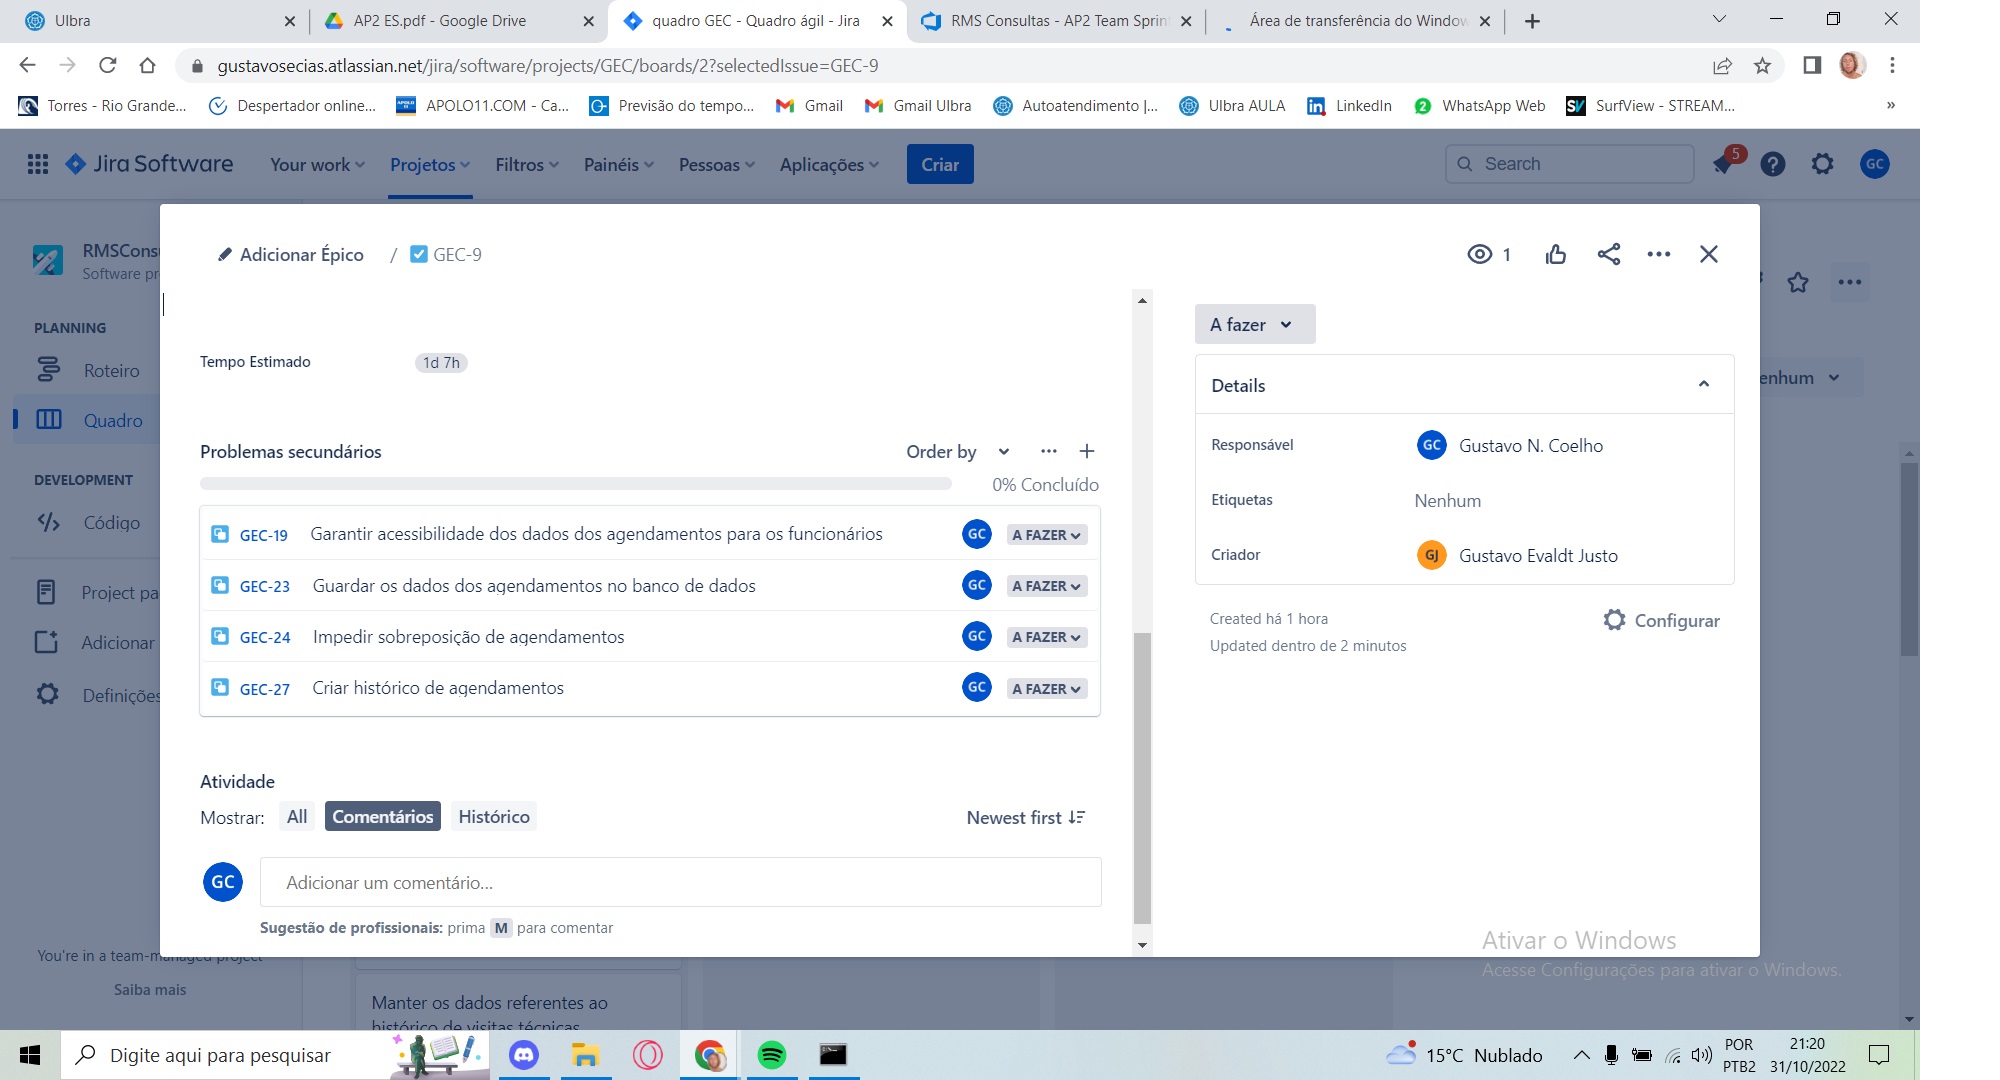 Ulbra
AP2 ES.pdf - Google Drive
quadro GEC - Quadro ágil - Jira
RMS Consultas - AP2 Team Sprin
Área de transferência do Window
gustavosecias.atlassian.net/jira/software/projects/GEC/boards/2?selectedIssue=GEC-9
Torres - Rio Grande...
Despertador online...
APOLO11.COM - Ca...
Previsão do tempo...
Gmail
Gmail Ulbra
Autoatendimento |...
Ulbra AULA
LinkedIn
2
WhatsApp Web
SurfView - STREAM...
»
Jira Software
Your work
Projetos
Filtros
Painéis
Pessoas
Aplicações
Criar
Search
5
GC
RMSConsu
Software pr
PLANNING
Roteiro
Quadro
DEVELOPMENT
Código
Project pa
Adicionar
Definições
You're in a team-managed project
Saiba mais
Adicionar Épico / GEC-9
1
Tempo Estimado 1d 7h
Problemas secundários
Order by
0% Concluído
GEC-19 Garantir acessibilidade dos dados dos agendamentos para os funcionários GC A FAZER
GEC-23 Guardar os dados dos agendamentos no banco de dados GC A FAZER
GEC-24 Impedir sobreposição de agendamentos GC A FAZER
GEC-27 Criar histórico de agendamentos GC A FAZER
Atividade
Mostrar: All Comentários Histórico
Newest first
GC
Adicionar um comentário...
Sugestão de profissionais: prima M para comentar
A fazer
Details
Responsável GC Gustavo N. Coelho
Etiquetas Nenhum
Criador GJ Gustavo Evaldt Justo
Created há 1 hora
Updated dentro de 2 minutos
Configurar
enhum
Manter os dados referentes ao
histórico de visitas técnicas
Ativar o Windows
Acesse Configurações para ativar o Windows.
Digite aqui para pesquisar
15°C Nublado
POR
PTB2
21:20
31/10/2022